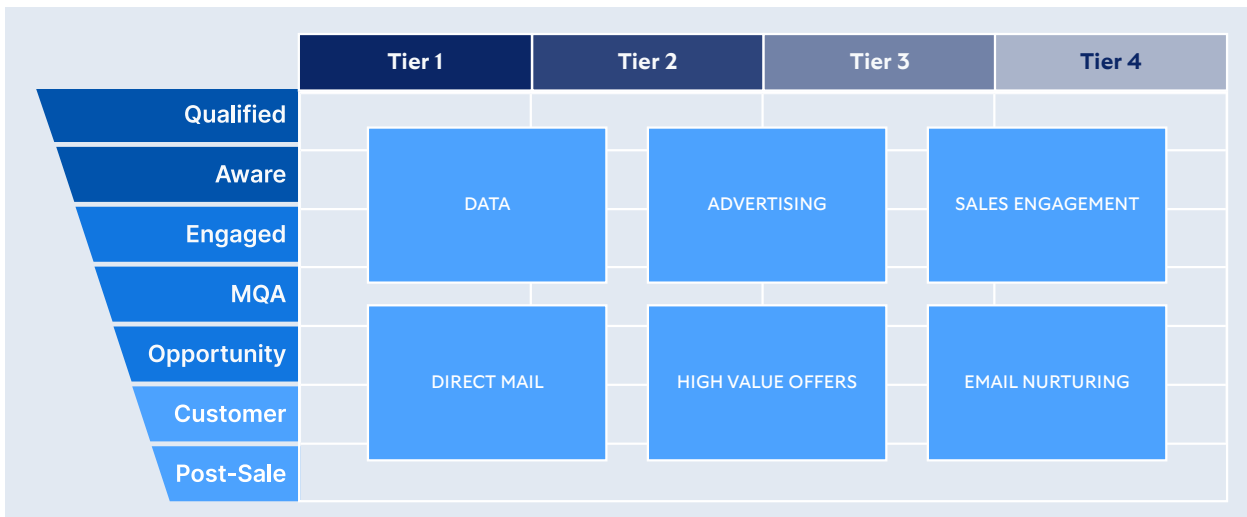 Tier 1
Tier 2
Tier 3
Tier 4
Qualified
Aware
Engaged
MQA
Opportunity
Customer
Post-Sale
DATA
ADVERTISING
SALES ENGAGEMENT
DIRECT MAIL
HIGH VALUE OFFERS
EMAIL NURTURING